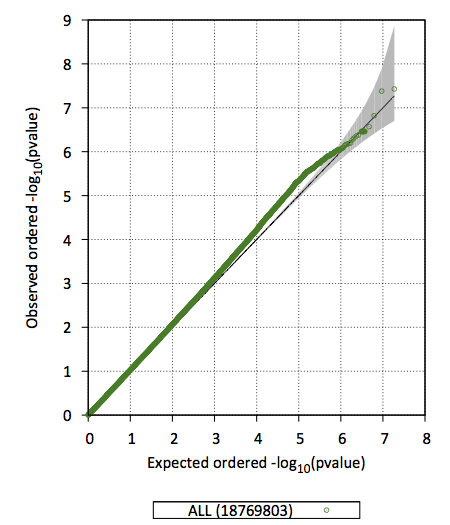 9
8
7
6
5
4
3
2
1
0
Observed ordered -log10(pvalue)
0 1 2 3 4 5 6 7 8
Expected ordered -log10(pvalue)
ALL (18769803)